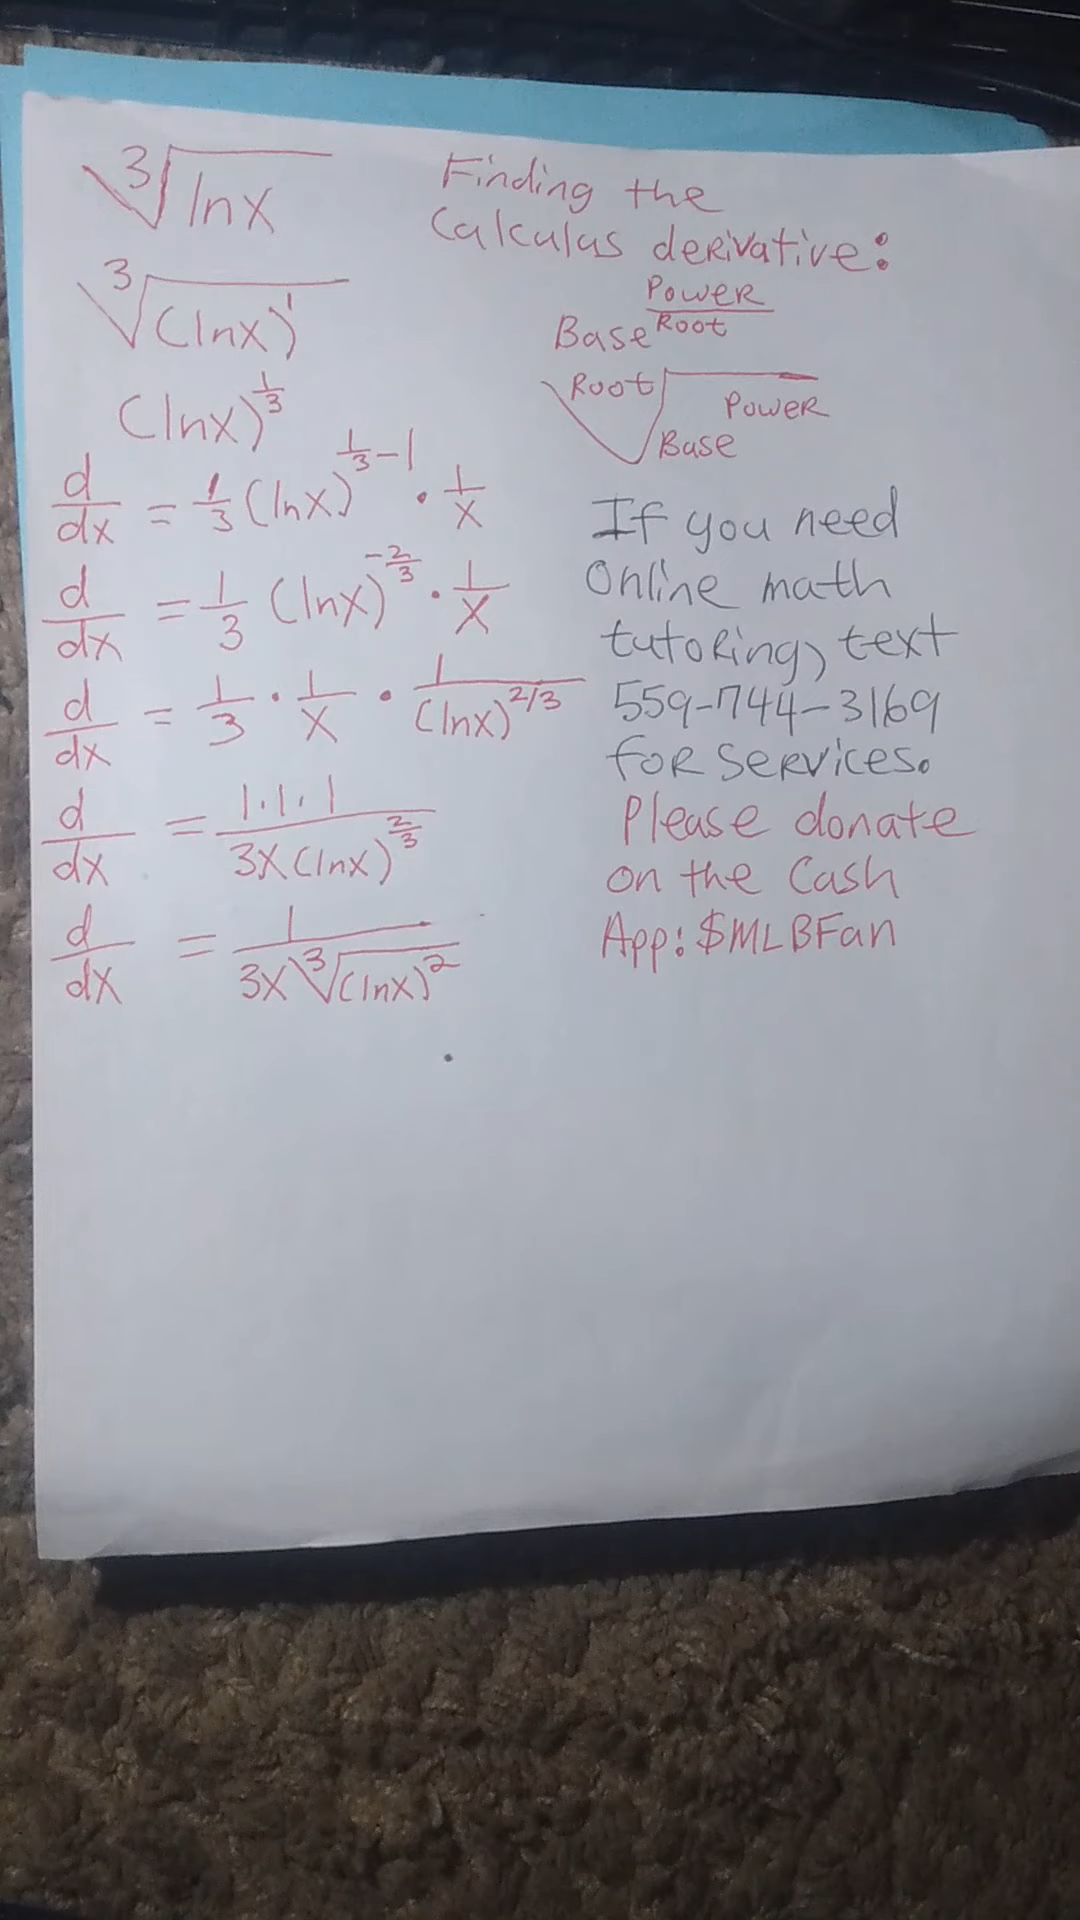 ∛lnx
∛(lnx)¹
(lnx)^1/3
d/dx = 1/3 (lnx)^1/3-1 · 1/x
d/dx = 1/3 (lnx)^-2/3 · 1/x
d/dx = 1/3 · 1/x · 1/(lnx)^2/3
d/dx = 1·1·1/3x(lnx)^2/3
d/dx = 1/3x∛(lnx)²
Finding the
Calculus derivative:
Base Power/Root
Root Power
Base
If you need
Online math
tutoring, text
559-744-3169
for services.
Please donate
on the Cash
App: $MLBFan